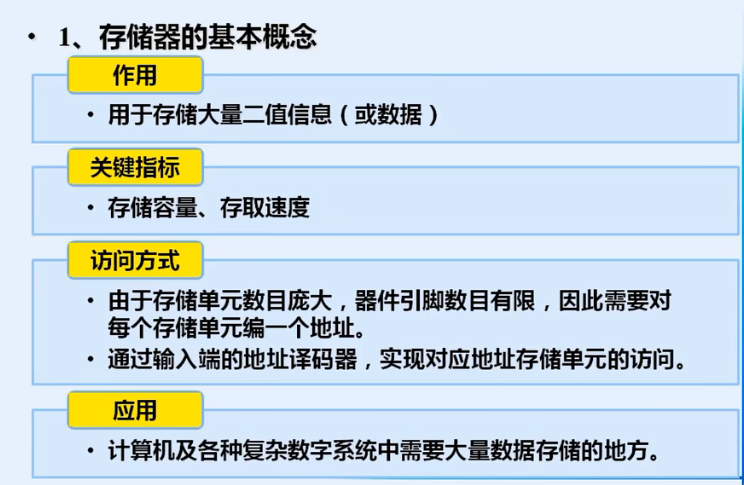 • 1、存储器的基本概念
作用
• 用于存储大量二值信息（或数据）
关键指标
• 存储容量、存取速度
访问方式
• 由于存储单元数目庞大，器件引脚数目有限，因此需要对
每个存储单元编一个地址。
• 通过输入端的地址译码器，实现对应地址存储单元的访问。
应用
• 计算机及各种复杂数字系统中需要大量数据存储的地方。